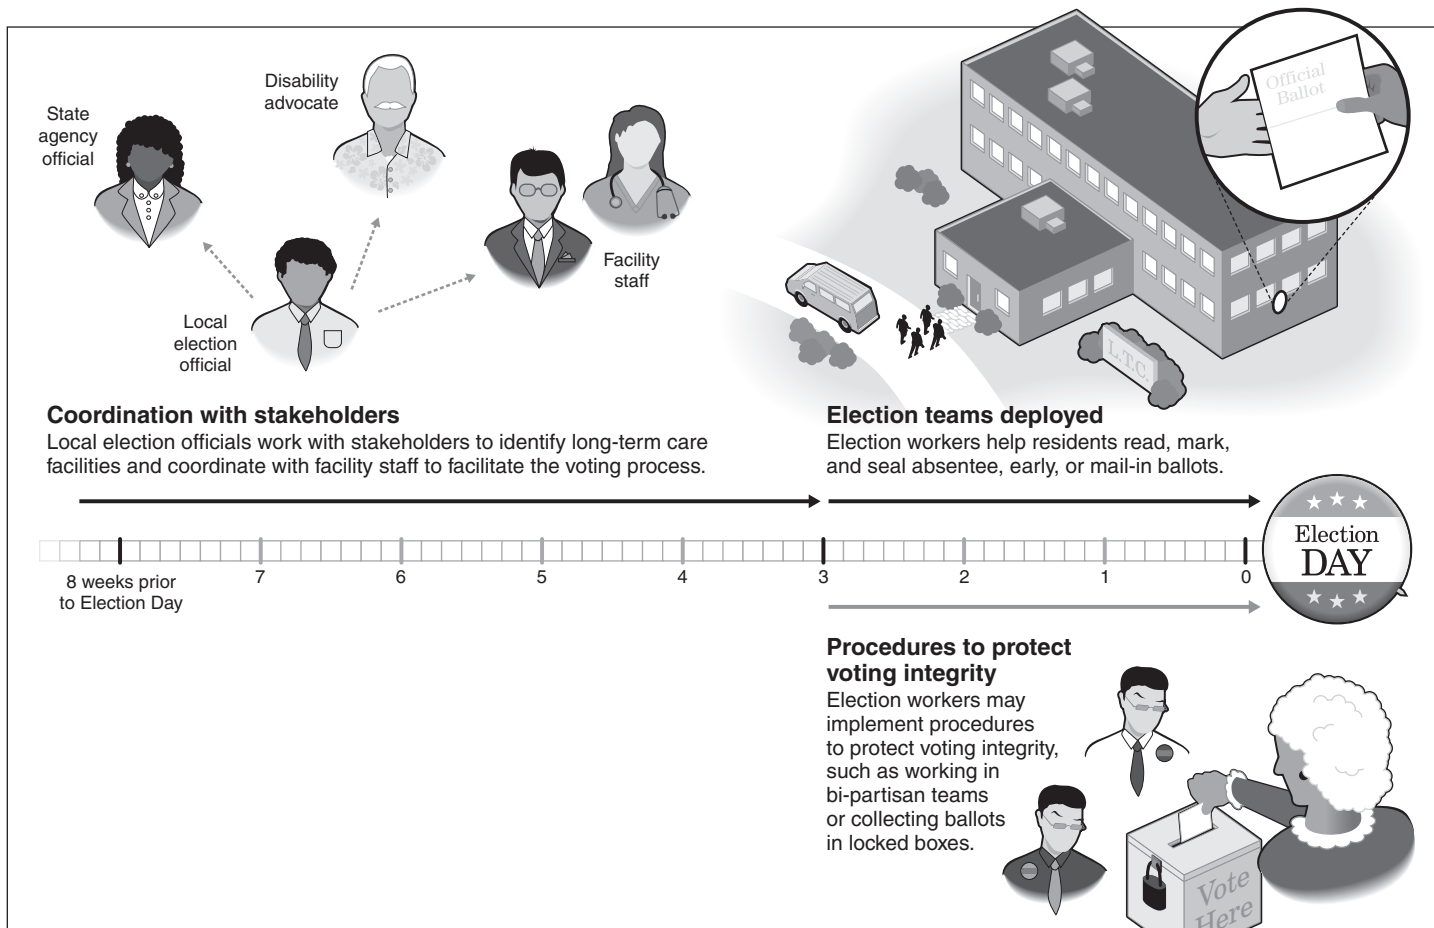 State
agency
official
Disability
advocate
Local
election
official
Facility
staff
Official
Ballot
L.T.C.
Coordination with stakeholders
Local election officials work with stakeholders to identify long-term care
facilities and coordinate with facility staff to facilitate the voting process.
Election teams deployed
Election workers help residents read, mark,
and seal absentee, early, or mail-in ballots.
8 weeks prior
to Election Day
7
6
5
4
3
2
1
0
Election
DAY
Procedures to protect
voting integrity
Election workers may
implement procedures
to protect voting integrity,
such as working in
bi-partisan teams
or collecting ballots
in locked boxes.
Vote
Here